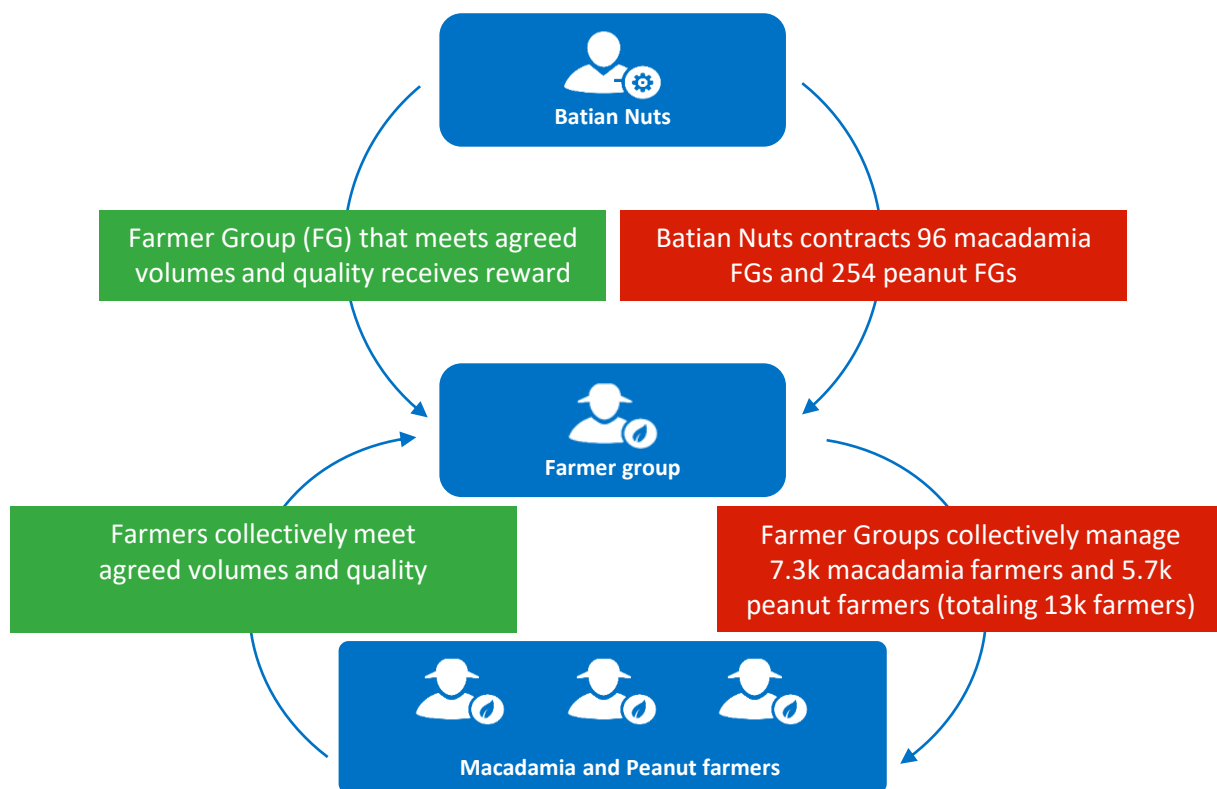 Batian Nuts
Farmer Group (FG) that meets agreed
volumes and quality receives reward
Batian Nuts contracts 96 macadamia
FGs and 254 peanut FGs
Farmer group
Farmers collectively meet
agreed volumes and quality
Farmer Groups collectively manage
7.3k macadamia farmers and 5.7k
peanut farmers (totaling 13k farmers)
Macadamia and Peanut farmers